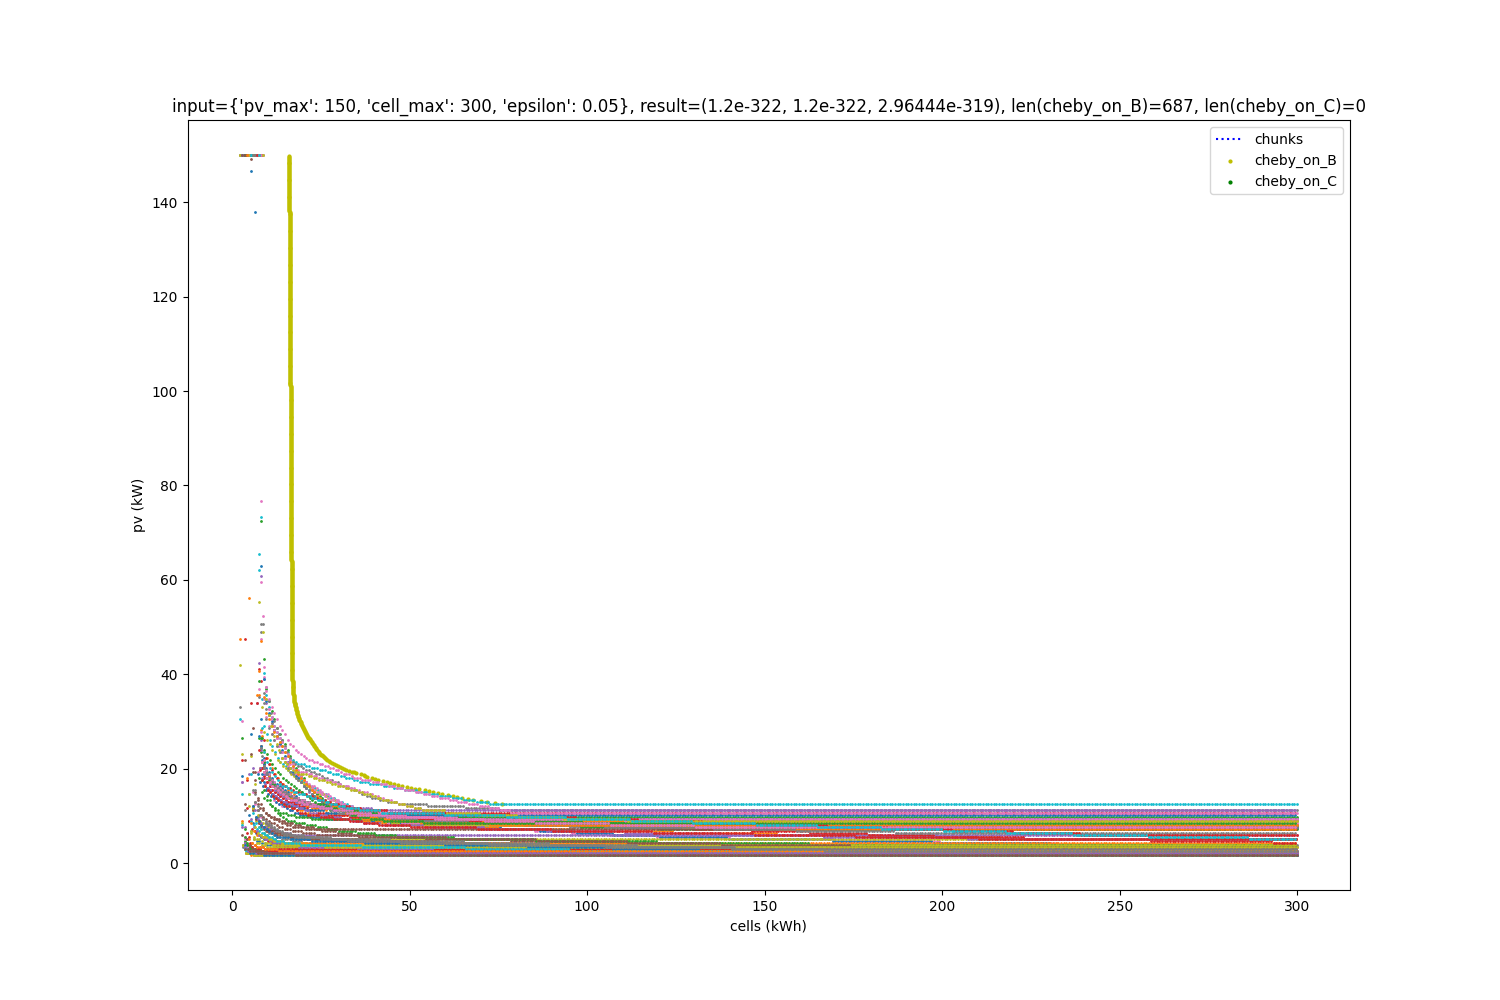 input={'pv_max': 150, 'cell_max': 300, 'epsilon': 0.05}, result=(1.2e-322, 1.2e-322, 2.96444e-319), len(cheby_on_B)=687, len(cheby_on_C)=0
chunks
cheby_on_B
cheby_on_C
140
120
100
80
60
40
20
0
pv (kW)
0 50 100 150 200 250 300
cells (kWh)